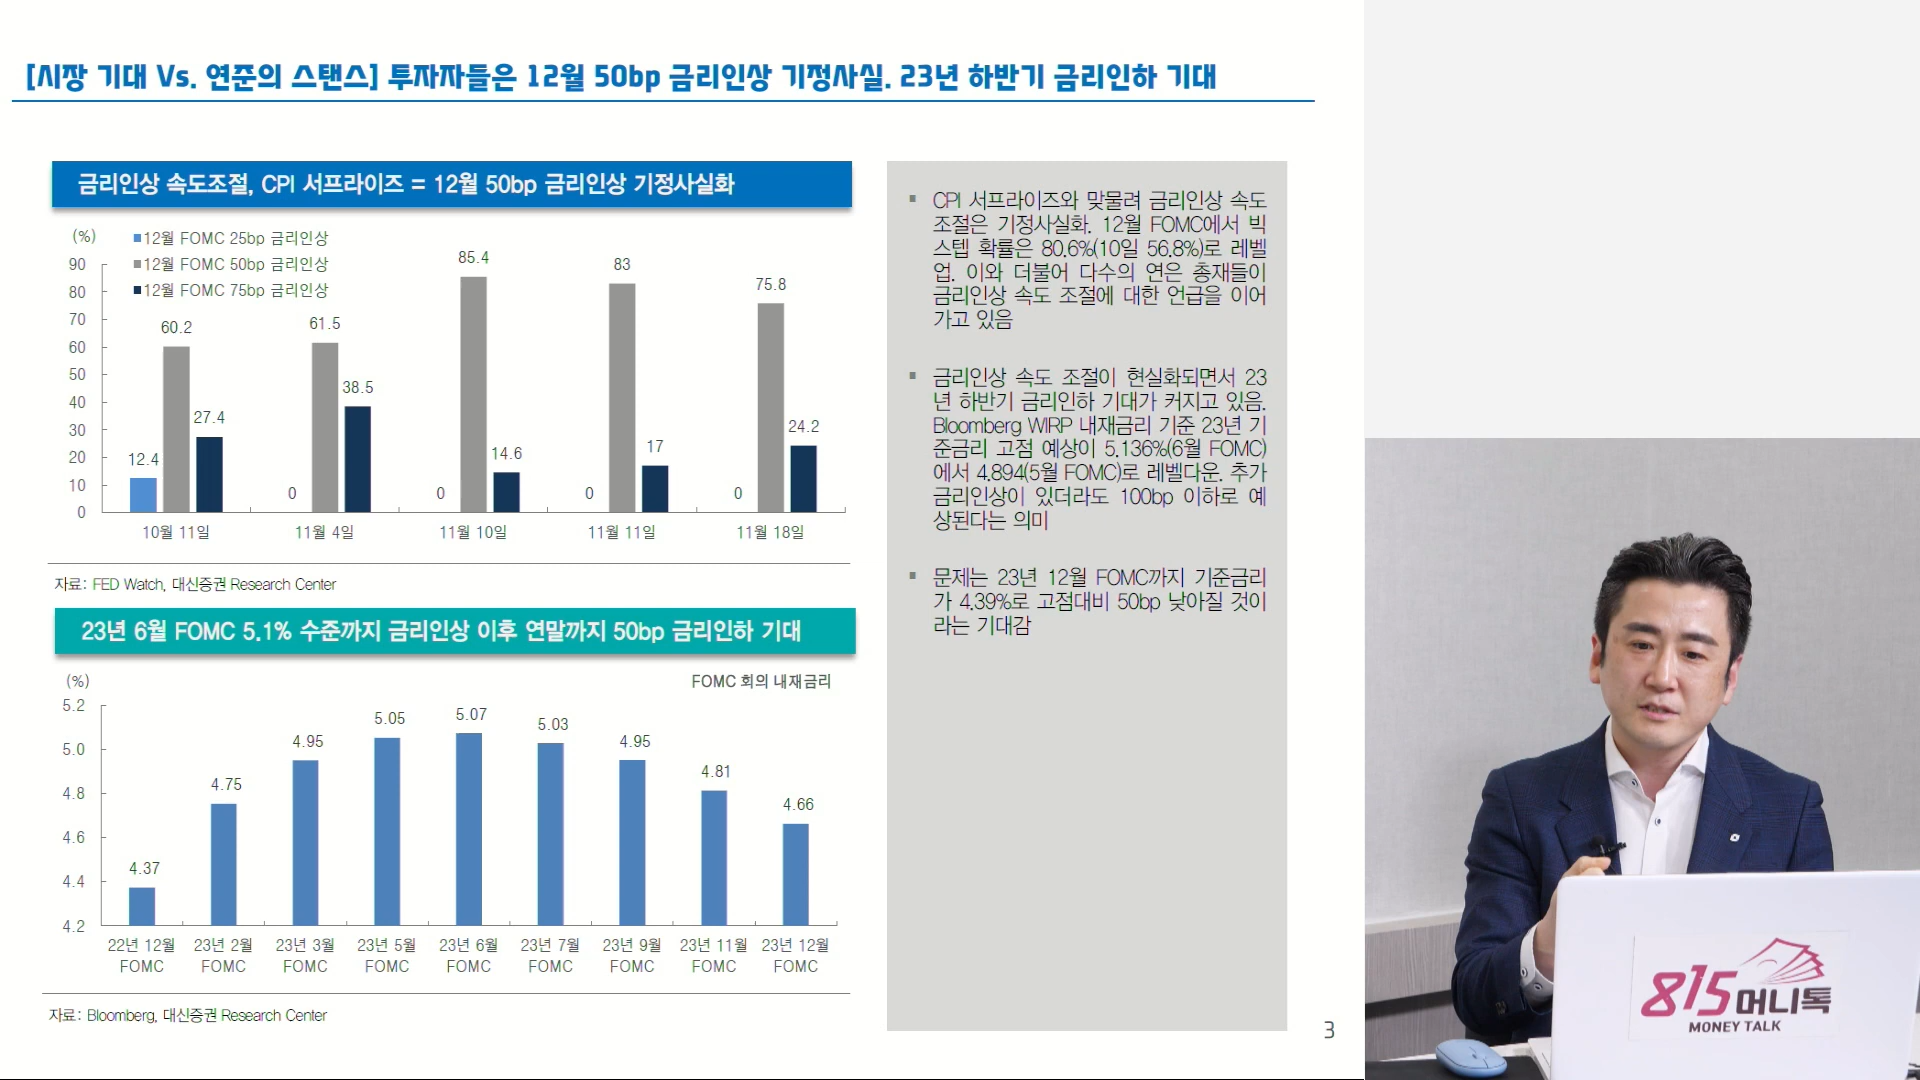 [시장 기대 Vs. 연준의 스탠스] 투자자들은 12월 50bp 금리인상 기정사실. 23년 하반기 금리인하 기대
금리인상 속도조절, CPI 서프라이즈 = 12월 50bp 금리인상 기정사실화
(%)
12월 FOMC 25bp 금리인상
12월 FOMC 50bp 금리인상
12월 FOMC 75bp 금리인상
90
80
70
60
50
40
30
20
10
0
12.4
60.2
27.4
0
61.5
38.5
0
85.4
14.6
0
83
17
0
75.8
24.2
10월 11일
11월 4일
11월 10일
11월 11일
11월 18일
자료: FED Watch, 대신증권 Research Center
23년 6월 FOMC 5.1% 수준까지 금리인상 이후 연말까지 50bp 금리인하 기대
(%)
FOMC 회의 내재금리
5.2
5.0
4.8
4.6
4.4
4.2
4.37
4.75
4.95
5.05
5.07
5.03
4.95
4.81
4.66
22년 12월 FOMC
23년 2월 FOMC
23년 3월 FOMC
23년 5월 FOMC
23년 6월 FOMC
23년 7월 FOMC
23년 9월 FOMC
23년 11월 FOMC
23년 12월 FOMC
자료: Bloomberg, 대신증권 Research Center
CPI 서프라이즈와 맞물려 금리인상 속도
조절은 기정사실화. 12월 FOMC에서 빅
스텝 확률은 80.6%(10일 56.8%)로 레벨
업. 이와 더불어 다수의 연은 총재들이
금리인상 속도 조절에 대한 언급을 이어
가고 있음
금리인상 속도 조절이 현실화되면서 23
년 하반기 금리인하 기대가 커지고 있음.
Bloomberg WIRP 내재금리 기준 23년 기
준금리 고점 예상이 5.136%(6월 FOMC)
에서 4.894(5월 FOMC)로 레벨다운. 추가
금리인상이 있더라도 100bp 이하로 예
상된다는 의미
문제는 23년 12월 FOMC까지 기준금리
가 4.39%로 고점대비 50bp 낮아질 것이
라는 기대감
3
815머니톡
MONEY TALK